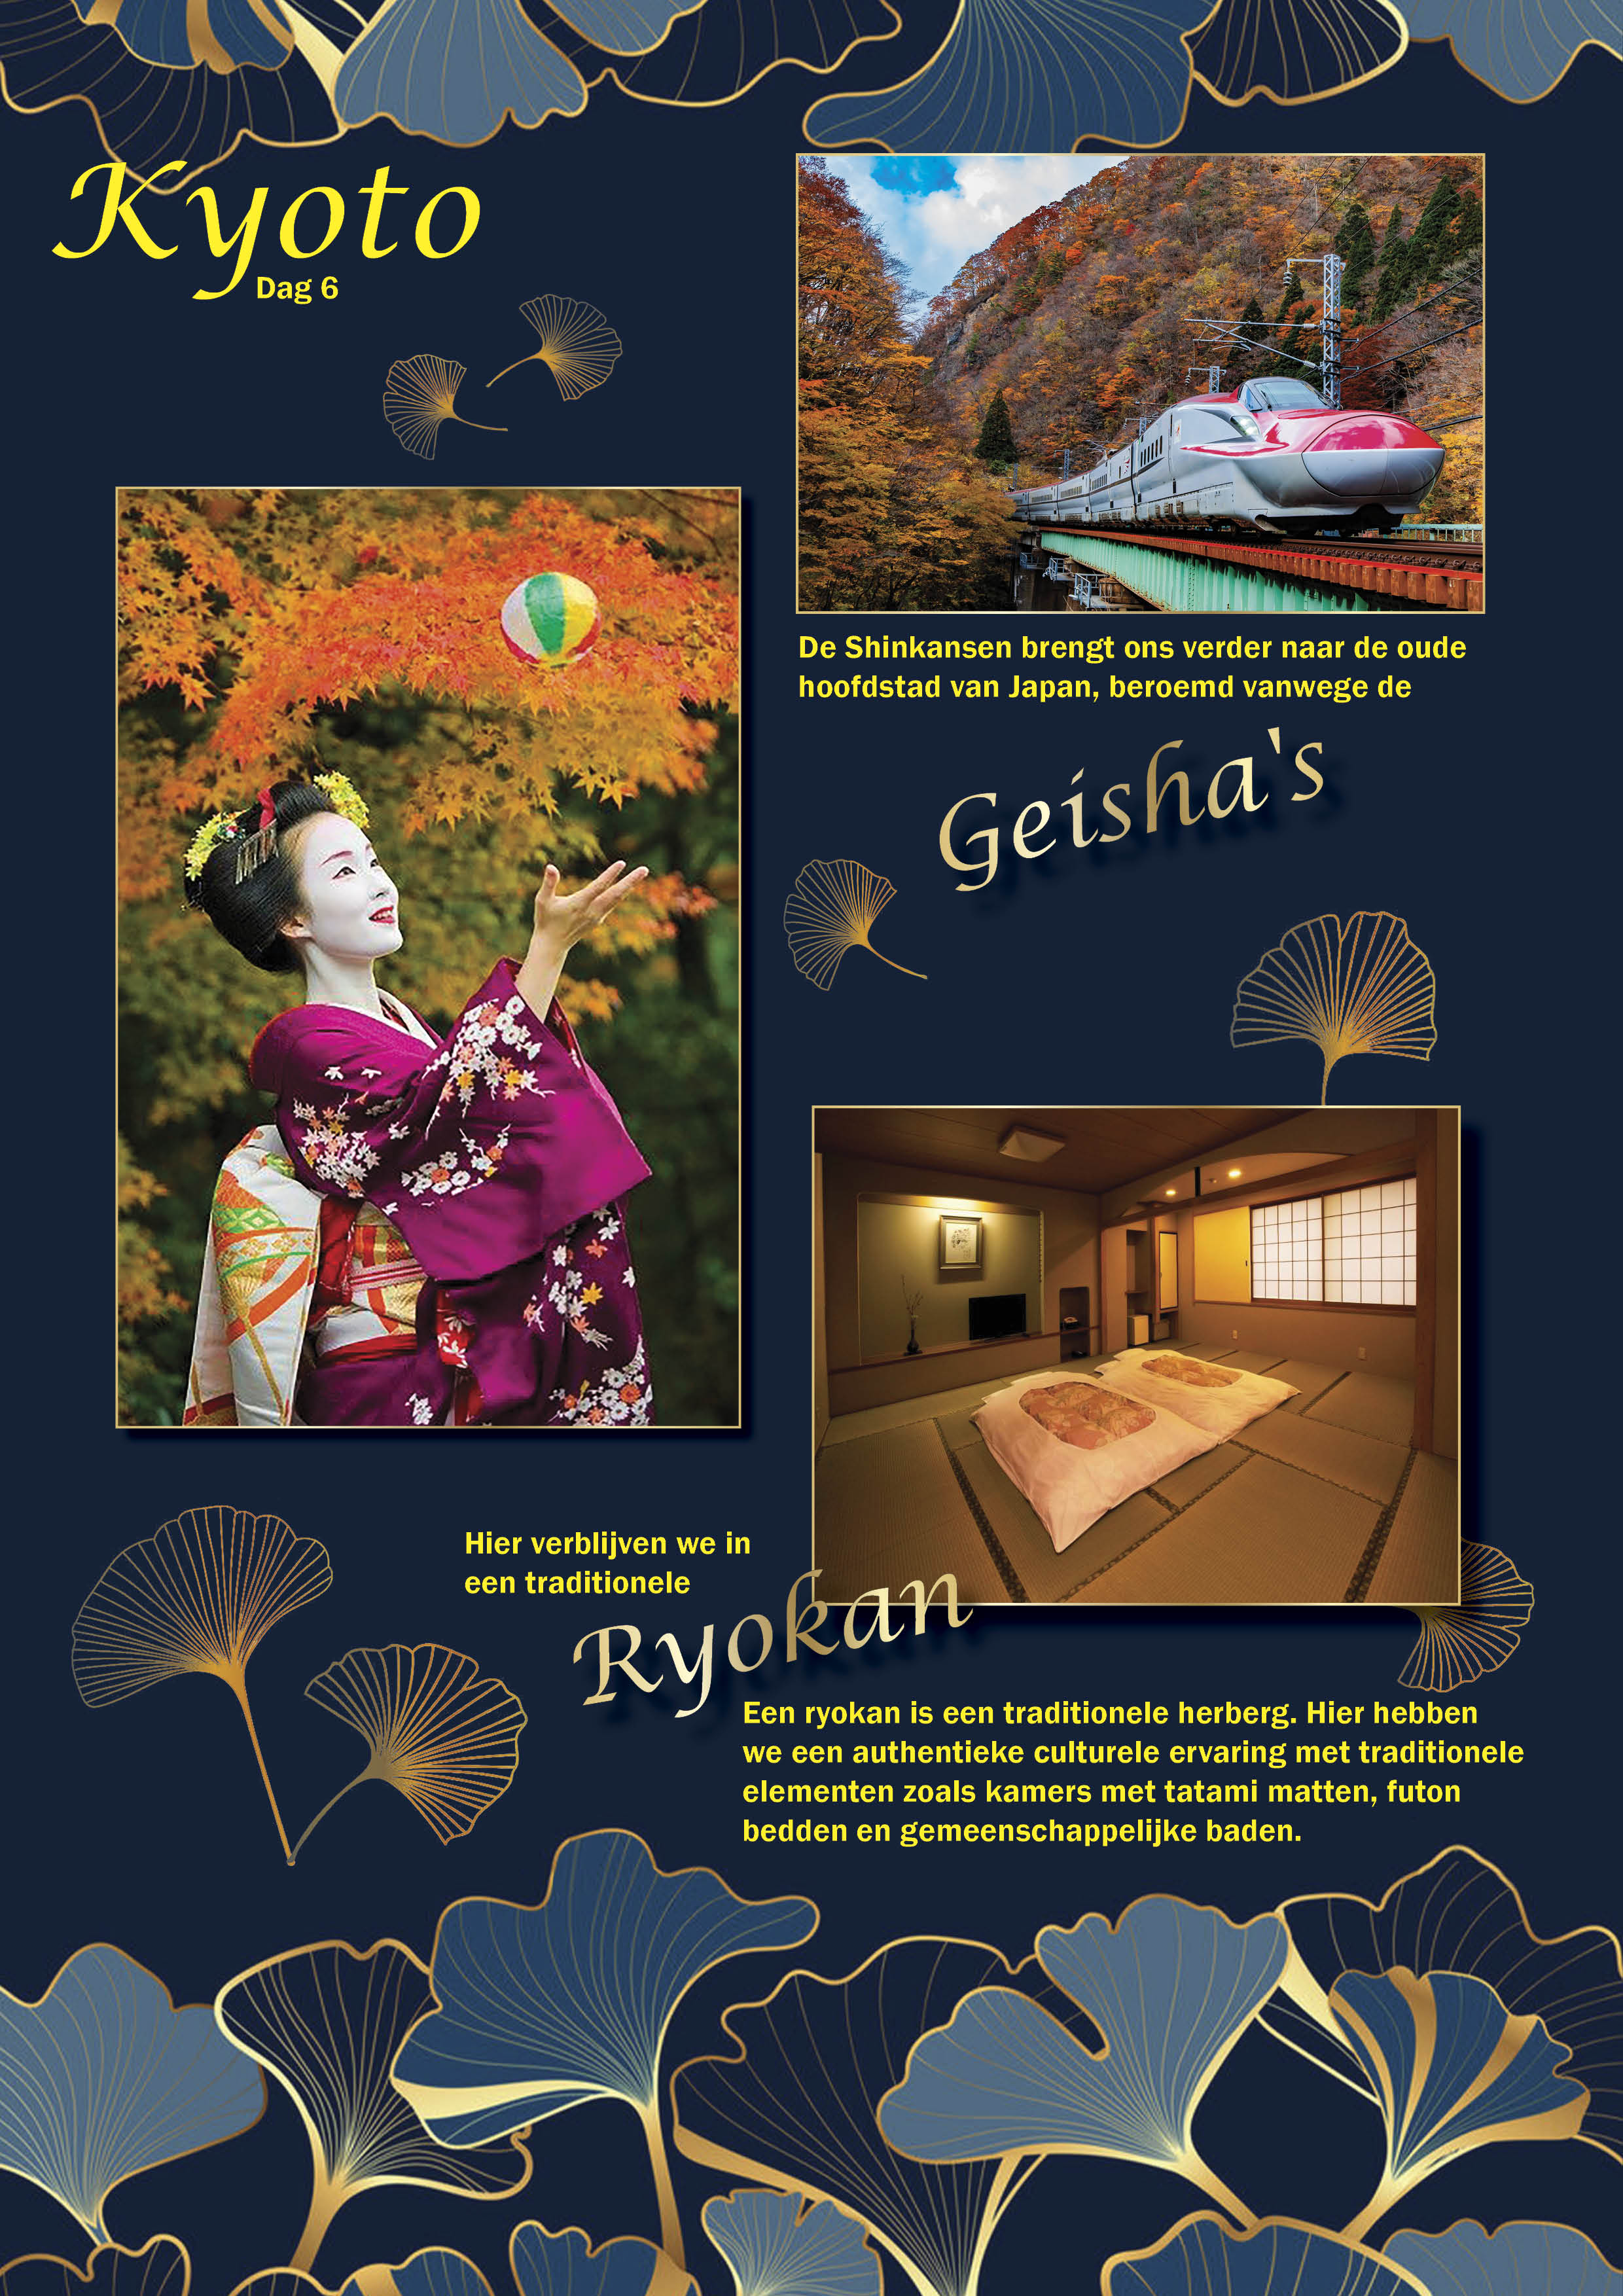 Kyoto
Dag 6
De Shinkansen brengt ons verder naar de oude
hoofdstad van Japan, beroemd vanwege de
Geisha's
Hier verblijven we in
een traditionele
Ryokan
Een ryokan is een traditionele herberg. Hier hebben
we een authentieke culturele ervaring met traditionele
elementen zoals kamers met tatami matten, futon
bedden en gemeenschappelijke baden.